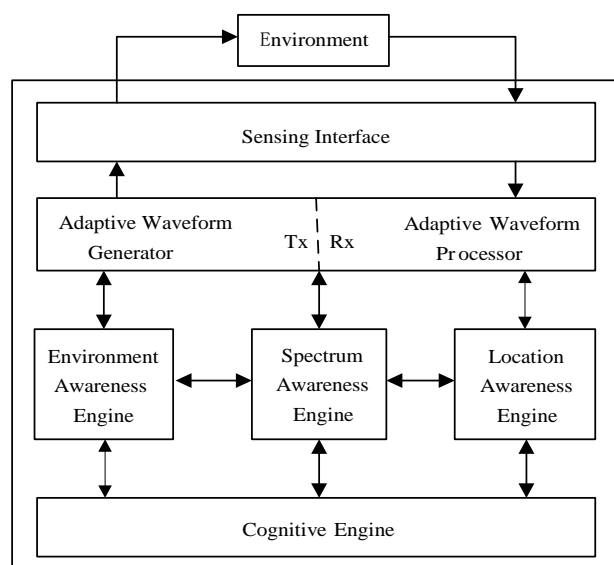 Environment
Sensing Interface
Adaptive Waveform
Generator
Tx
Rx
Adaptive Waveform
Processor
Environment
Awareness
Engine
Spectrum
Awareness
Engine
Location
Awareness
Engine
Cognitive Engine